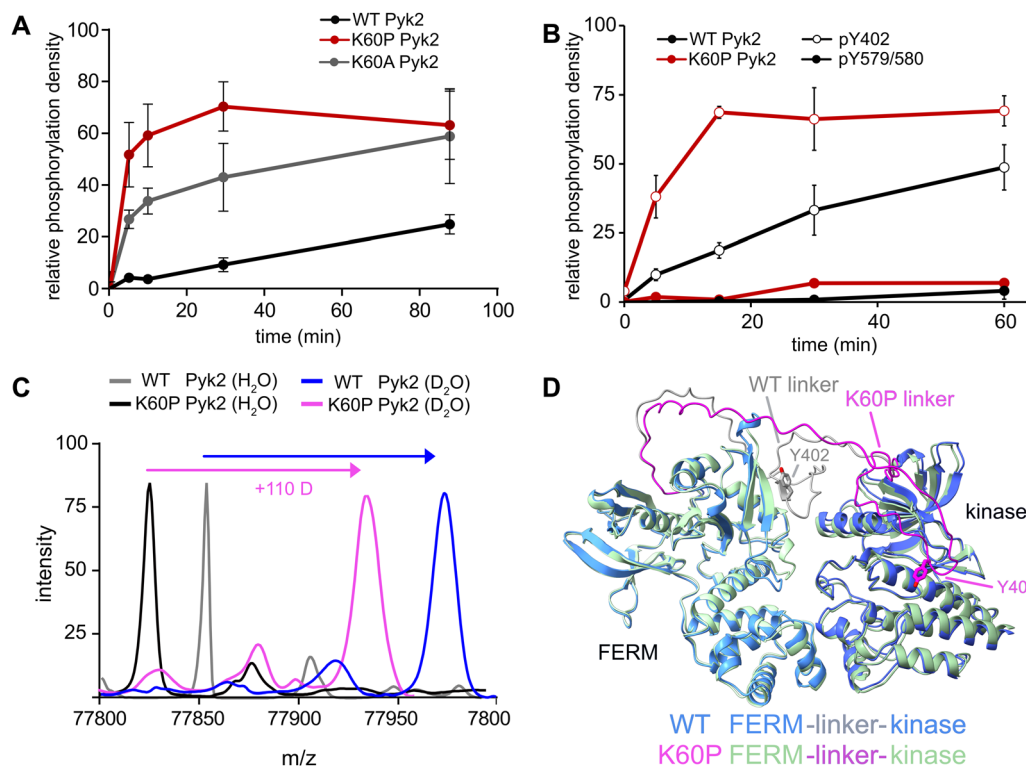 A
WT Pyk2
K60P Pyk2
K60A Pyk2
relative phosphorylation density
100
80
60
40
20
0
0 20 40 60 80 100
time (min)
B
WT Pyk2 pY402
K60P Pyk2 pY579/580
relative phosphorylation density
100
75
50
25
0
0 20 40 60
time (min)
C
WT Pyk2 (H2O) WT Pyk2 (D2O)
K60P Pyk2 (H2O) K60P Pyk2 (D2O)
intensity
100
75
50
25
+110 D
77800 77850 77900 77950 7800
m/z
D
WT linker
K60P linker
Y402
kinase
Y40
FERM
WT FERM-linker-kinase
K60P FERM-linker-kinase